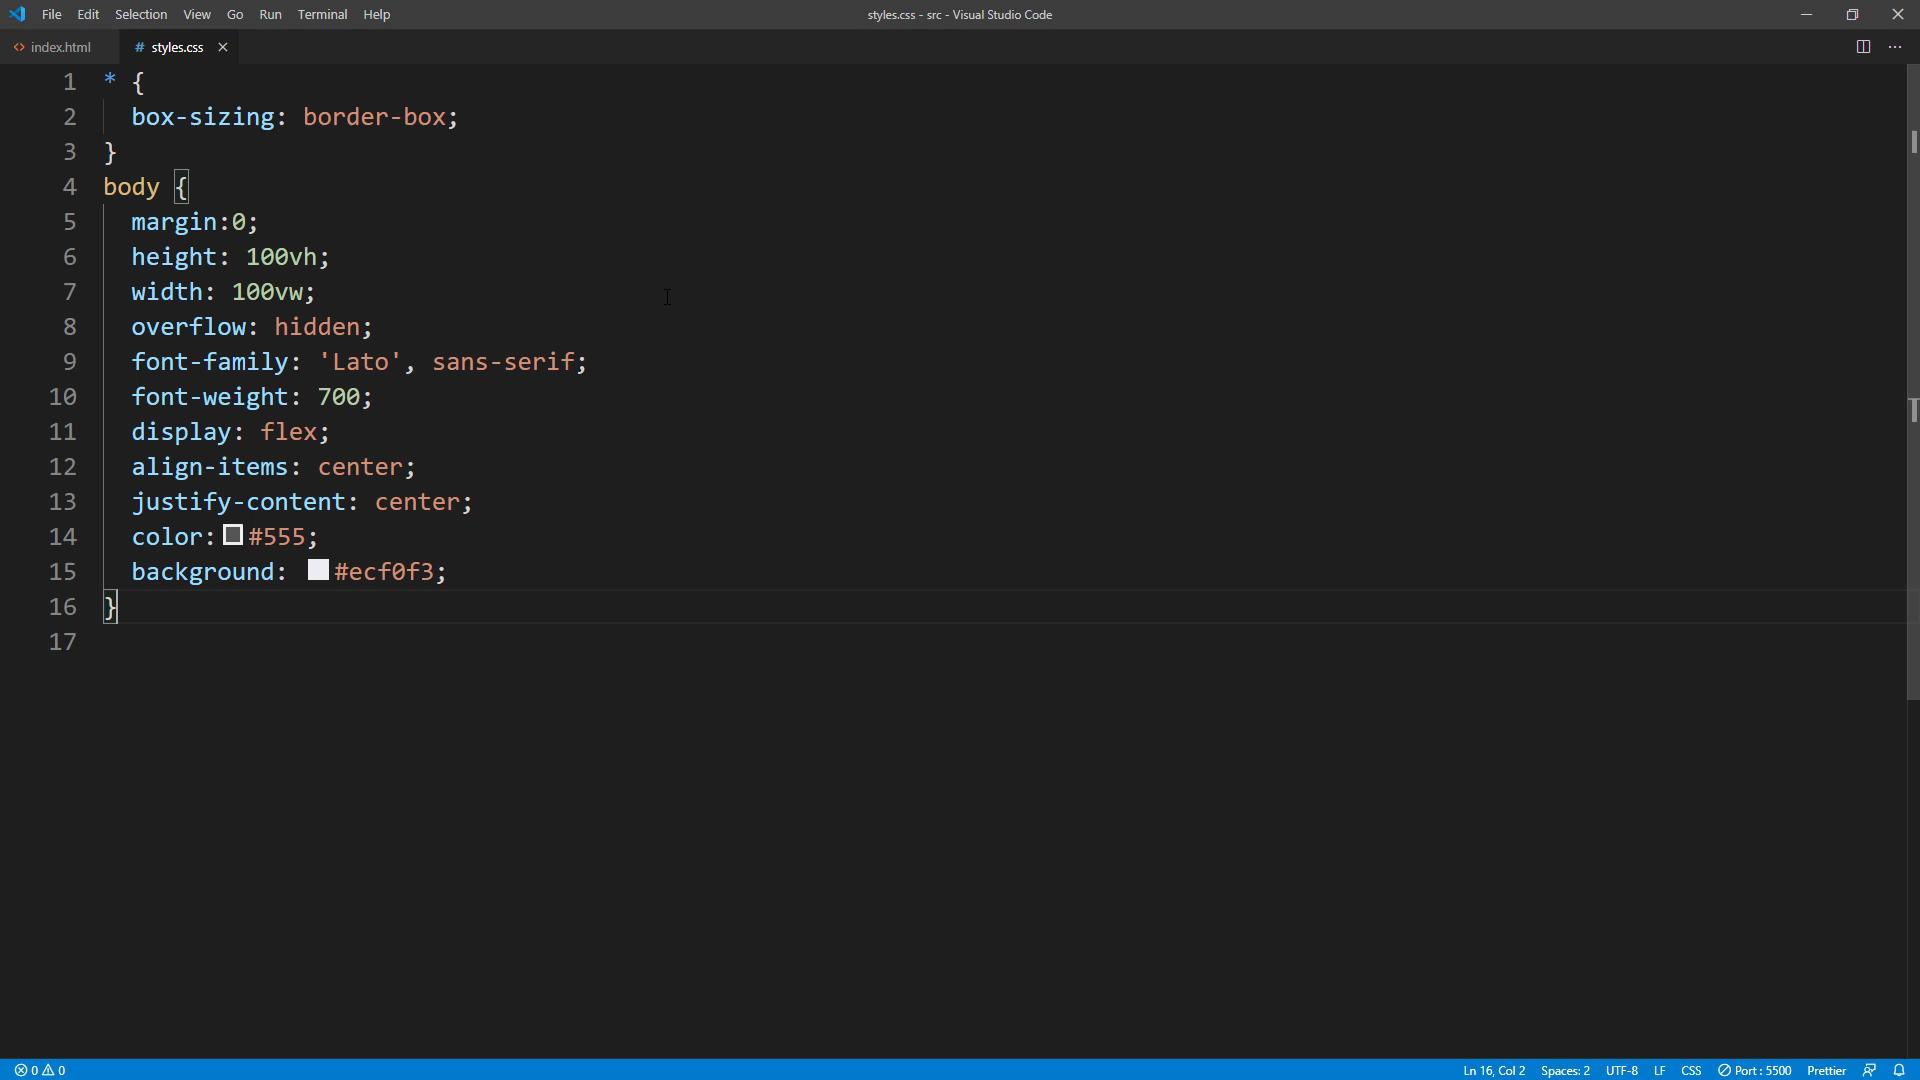 File Edit Selection View Go Run Terminal Help styles.css - src - Visual Studio Code
<> index.html # styles.css
1 * {
2   box-sizing: border-box;
3 }
4 body {
5   margin:0;
6   height: 100vh;
7   width: 100vw;
8   overflow: hidden;
9   font-family: 'Lato', sans-serif;
10   font-weight: 700;
11   display: flex;
12   align-items: center;
13   justify-content: center;
14   color: #555;
15   background: #ecf0f3;
16 }
17
0 0 Ln 16, Col 2 Spaces: 2 UTF-8 LF CSS Port : 5500 Prettier